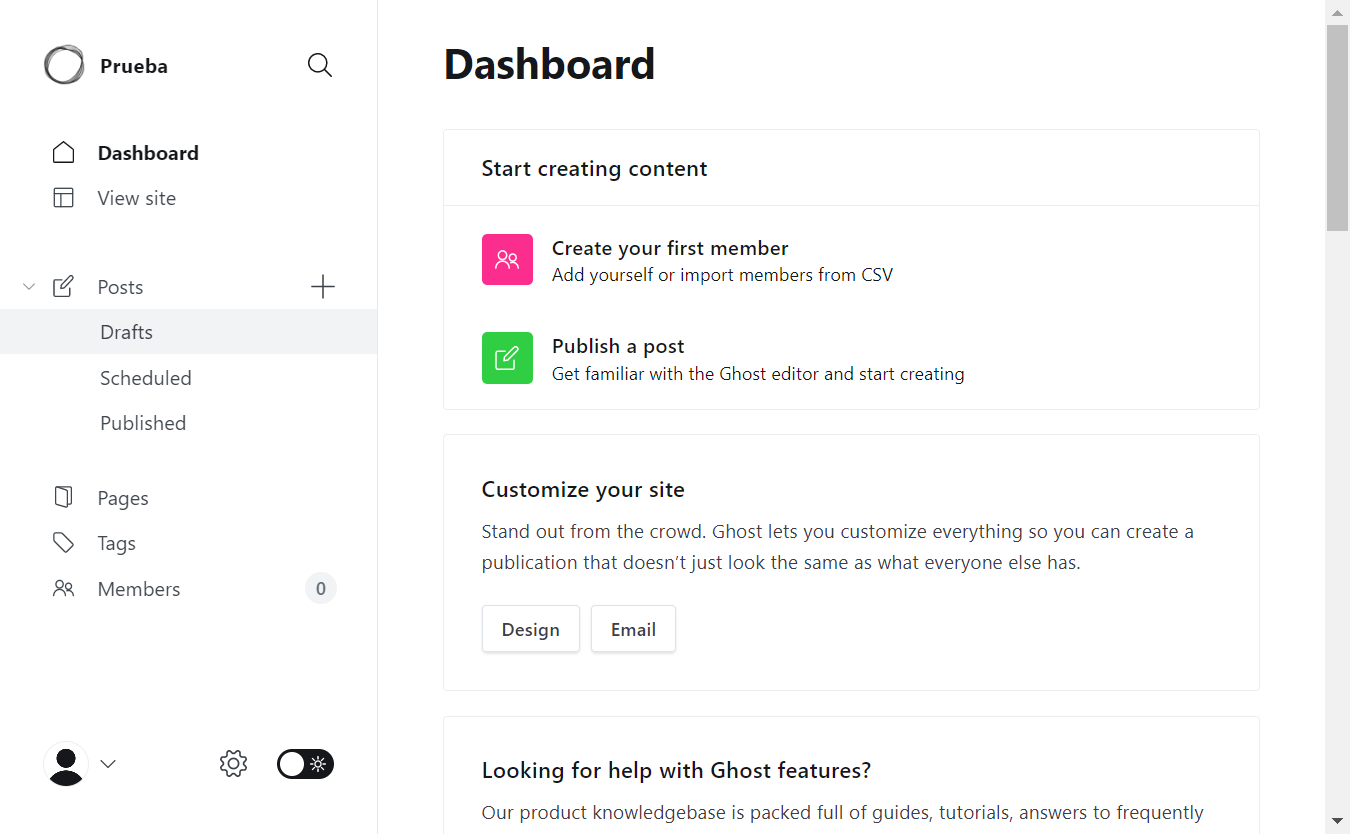 Prueba
Dashboard
View site
Posts
Drafts
Scheduled
Published
Pages
Tags
Members 0
Dashboard
Start creating content
Create your first member
Add yourself or import members from CSV
Publish a post
Get familiar with the Ghost editor and start creating
Customize your site
Stand out from the crowd. Ghost lets you customize everything so you can create a
publication that doesn’t just look the same as what everyone else has.
Design Email
Looking for help with Ghost features?
Our product knowledgebase is packed full of guides, tutorials, answers to frequently